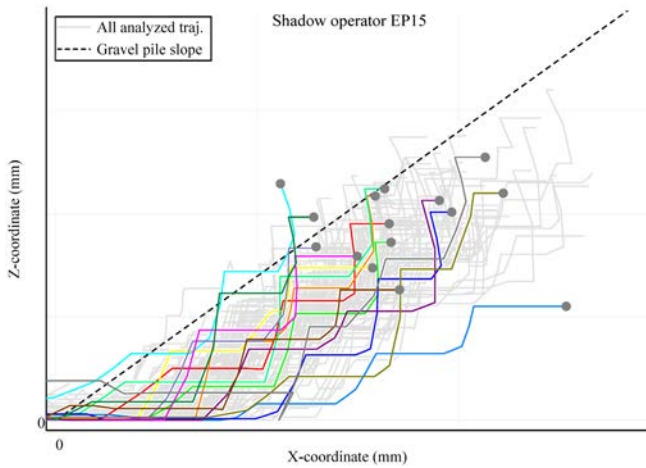 Shadow operator EP15
All analyzed traj.
Gravel pile slope
Z-coordinate (mm)
0
0
X-coordinate (mm)